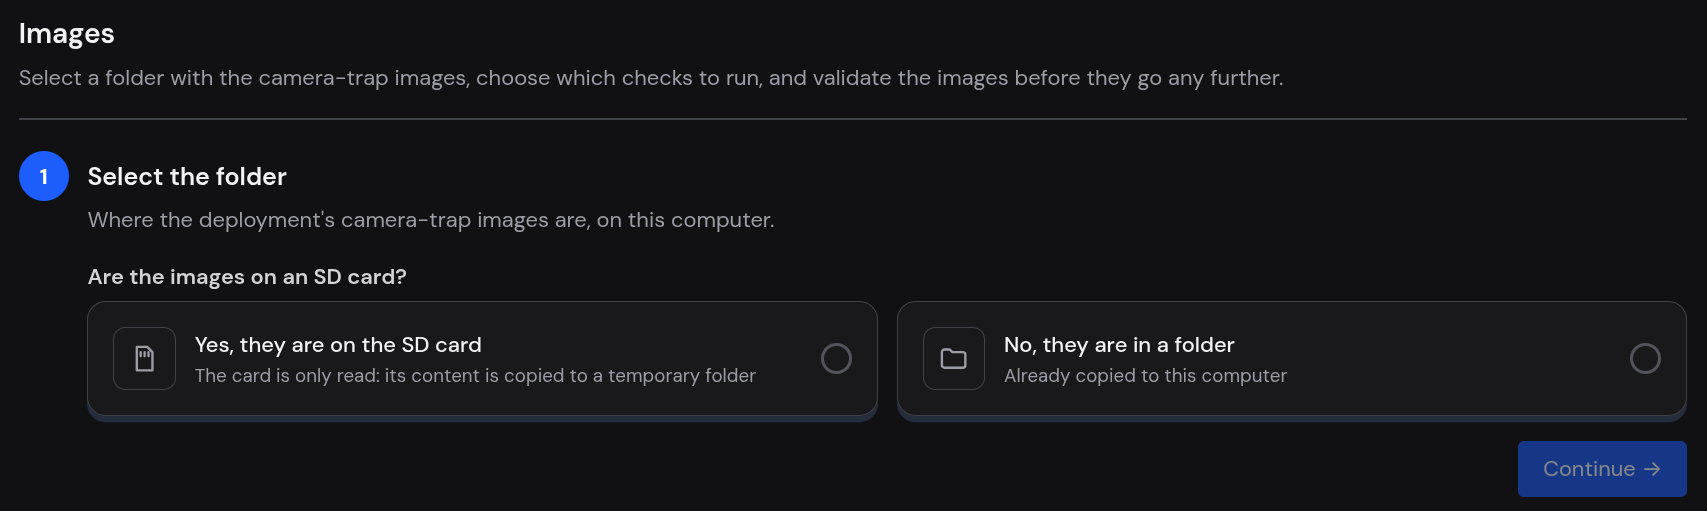 Images
Select a folder with the camera-trap images, choose which checks to run, and validate the images before they go any further.
1
Select the folder
Where the deployment's camera-trap images are, on this computer.
Are the images on an SD card?
Yes, they are on the SD card
The card is only read: its content is copied to a temporary folder
No, they are in a folder
Already copied to this computer
Continue →